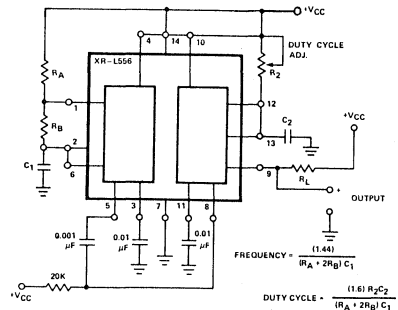 +VCC
4 14 10
DUTY CYCLE
ADJ.
XR-L556
RA
R2
1
12
RB
C2
+VCC
2
13
C1
6
9
RL
+
OUTPUT
5 3 7 11 8
0.001
µF
0.01
µF
0.01
µF
FREQUENCY = (1.44)
(RA + 2RB) C1
20K
+VCC
DUTY CYCLE = (1.6) R2C2
(RA + 2RB) C1